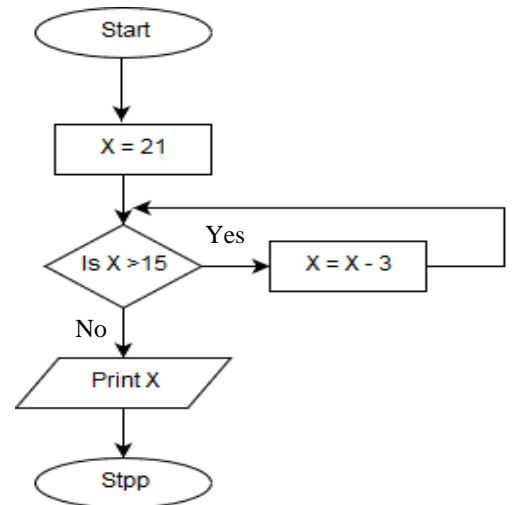 Start
X = 21
Yes
Is X >15
X = X - 3
No
Print X
Stpp